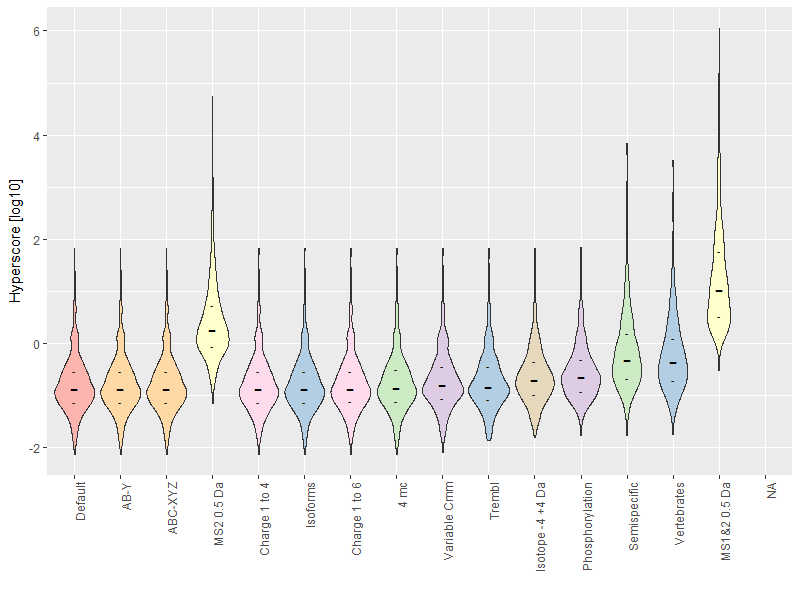 Hyperscore [log10]
6
4
2
0
-2
Default
AB-Y
ABC-XYZ
MS2 0.5 Da
Charge 1 to 4
Isoforms
Charge 1 to 6
4 mc
Variable Cmm
Trembl
Isotope -4 +4 Da
Phosphorylation
Semispecific
Vertebrates
MS1&2 0.5 Da
NA